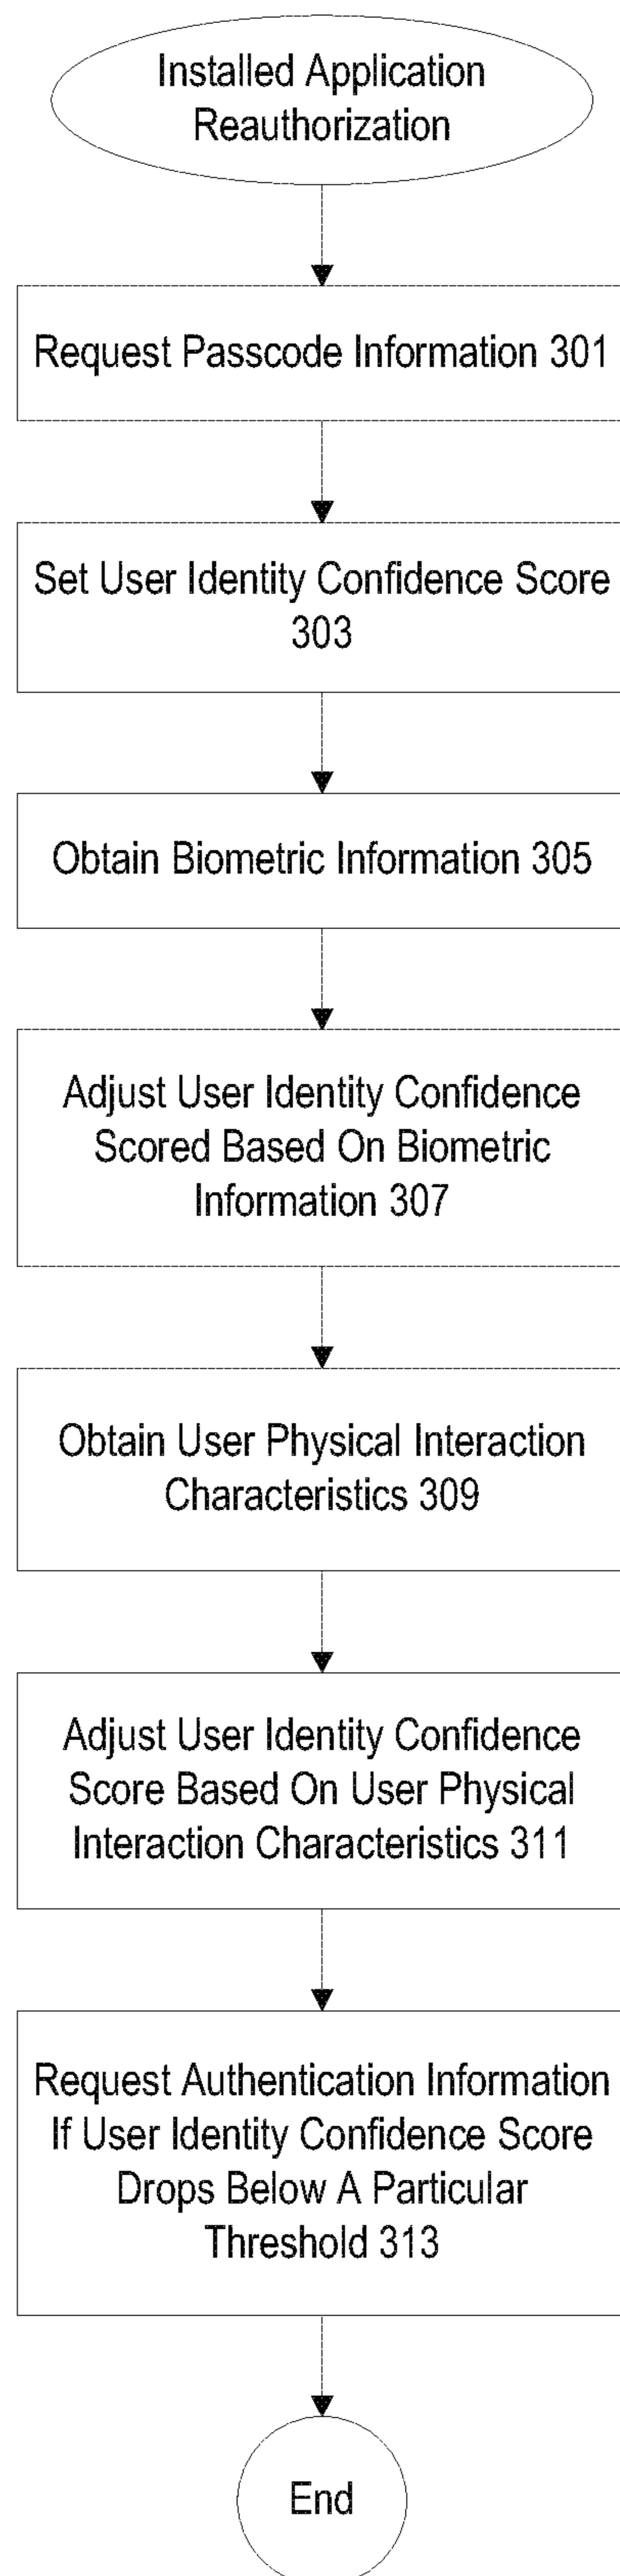 Installed Application
Reauthorization
Request Passcode Information 301
Set User Identity Confidence Score
303
Obtain Biometric Information 305
Adjust User Identity Confidence
Scored Based On Biometric
Information 307
Obtain User Physical Interaction
Characteristics 309
Adjust User Identity Confidence
Score Based On User Physical
Interaction Characteristics 311
Request Authentication Information
If User Identity Confidence Score
Drops Below A Particular
Threshold 313
End